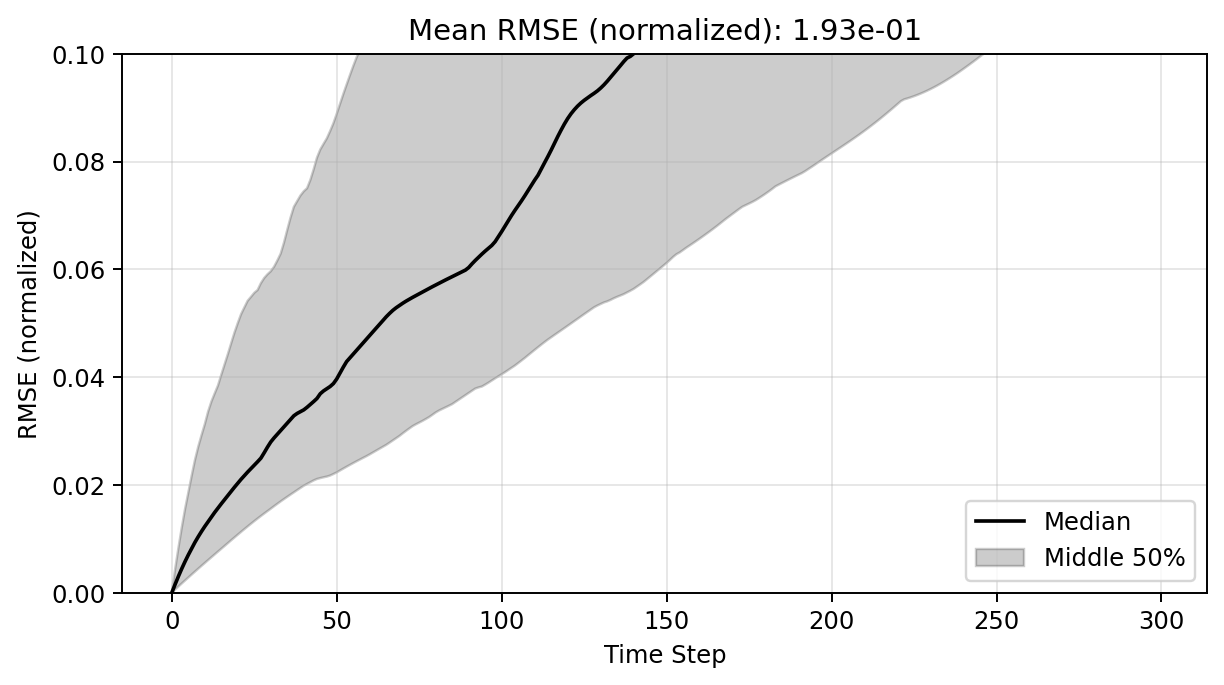 Mean RMSE (normalized): 1.93e-01
RMSE (normalized)
0.10
0.08
0.06
0.04
0.02
0.00
0 50 100 150 200 250 300
Time Step
Median
Middle 50%